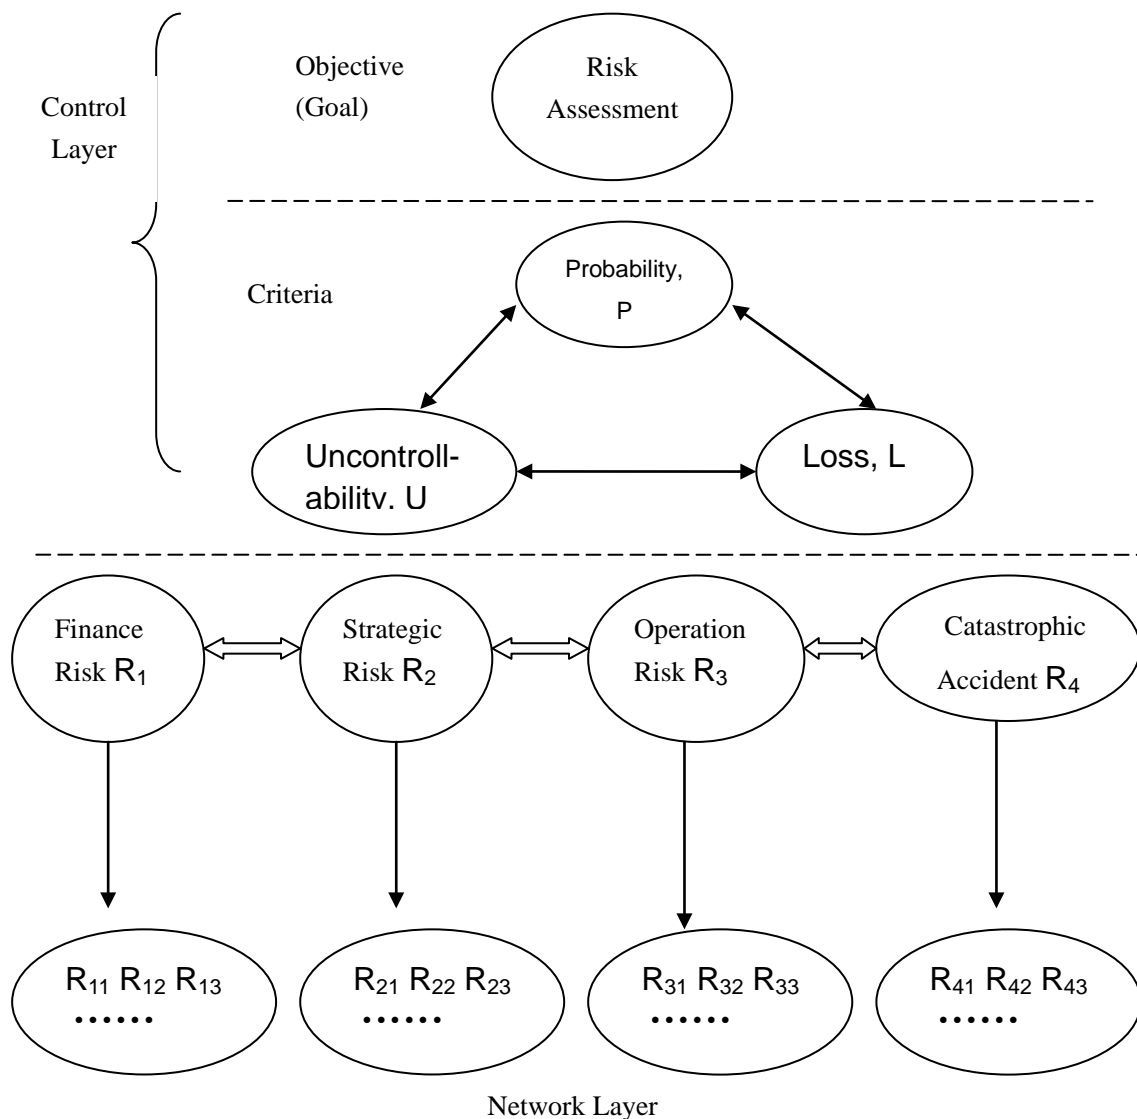 Control
Layer
Objective
(Goal)
Risk
Assessment
Criteria
Probability,
P
Uncontroll-
ability, U
Loss, L
Finance
Risk R₁
Strategic
Risk R₂
Operation
Risk R₃
Catastrophic
Accident R₄
R₁₁ R₁₂ R₁₃
……
R₂₁ R₂₂ R₂₃
……
R₃₁ R₃₂ R₃₃
……
R₄₁ R₄₂ R₄₃
……
Network Layer